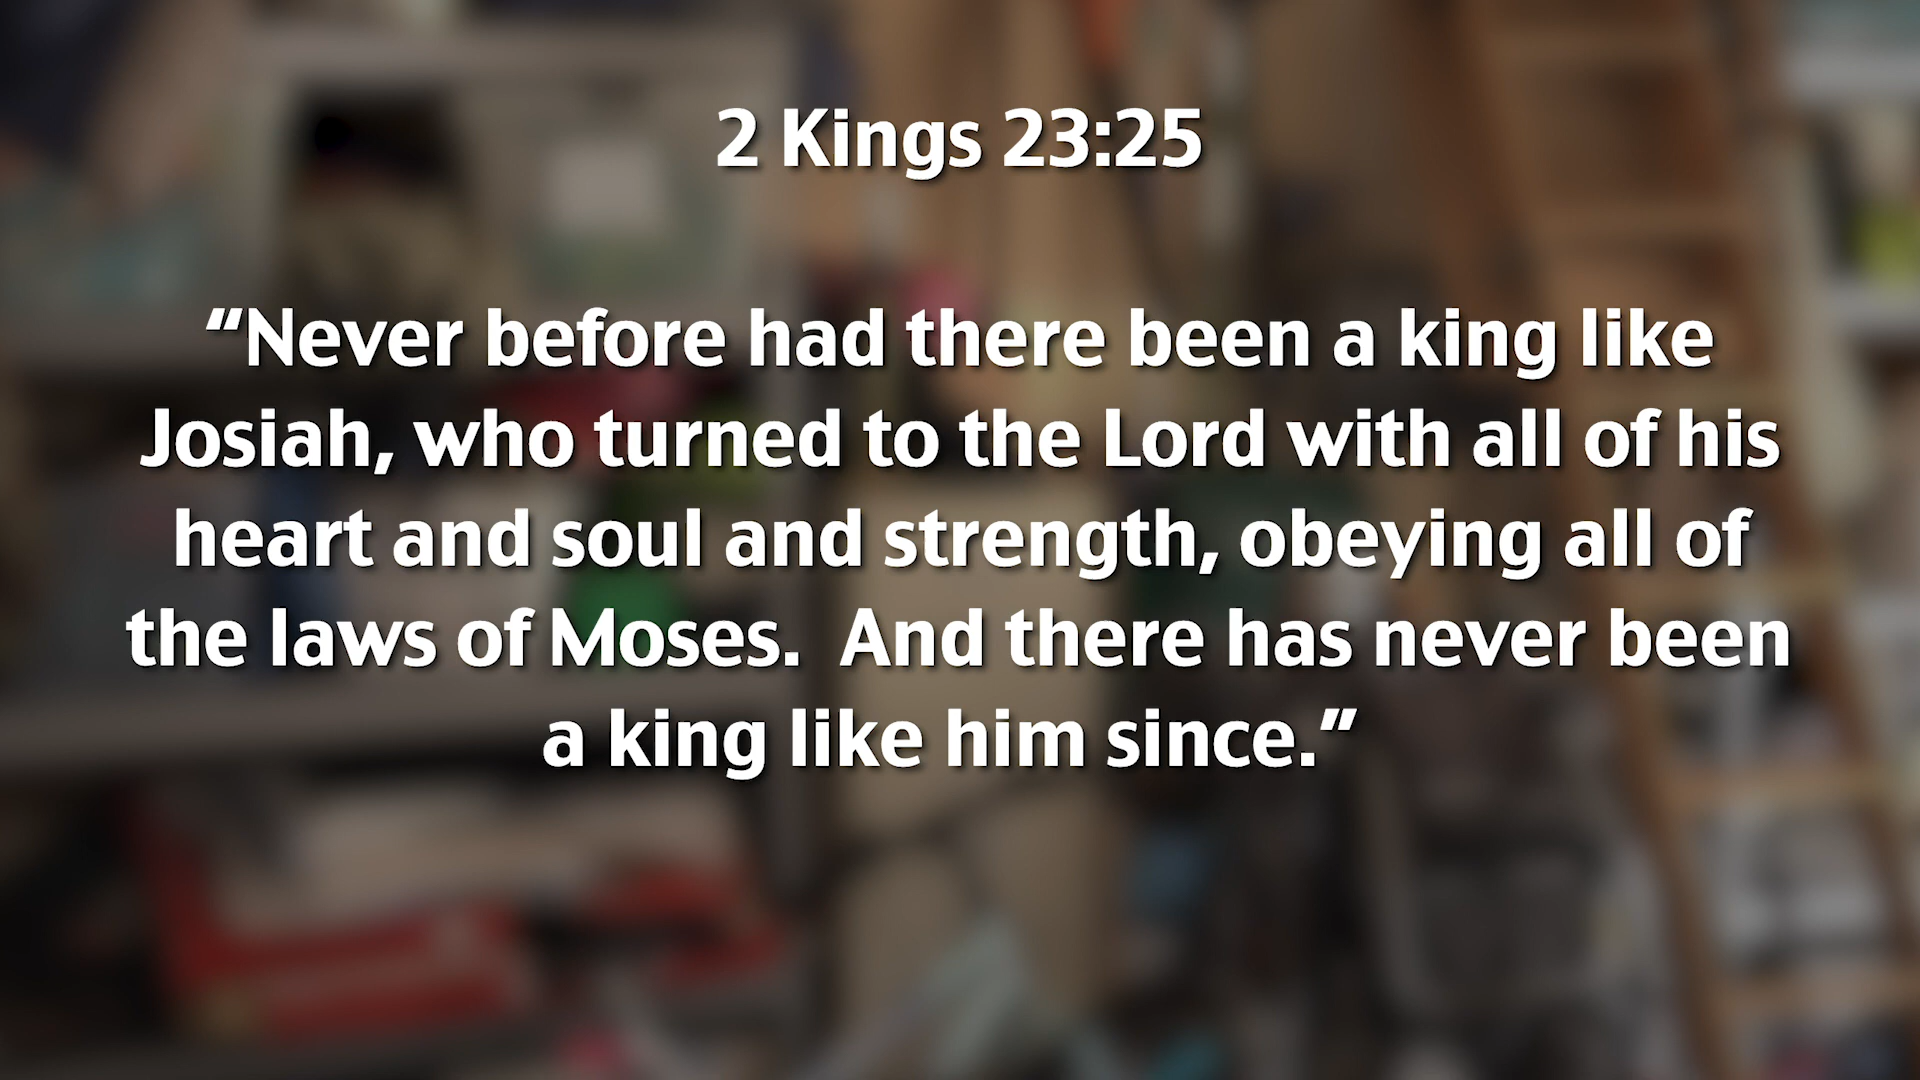 2 Kings 23:25
“Never before had there been a king like
Josiah, who turned to the Lord with all of his
heart and soul and strength, obeying all of
the laws of Moses.  And there has never been
a king like him since.”